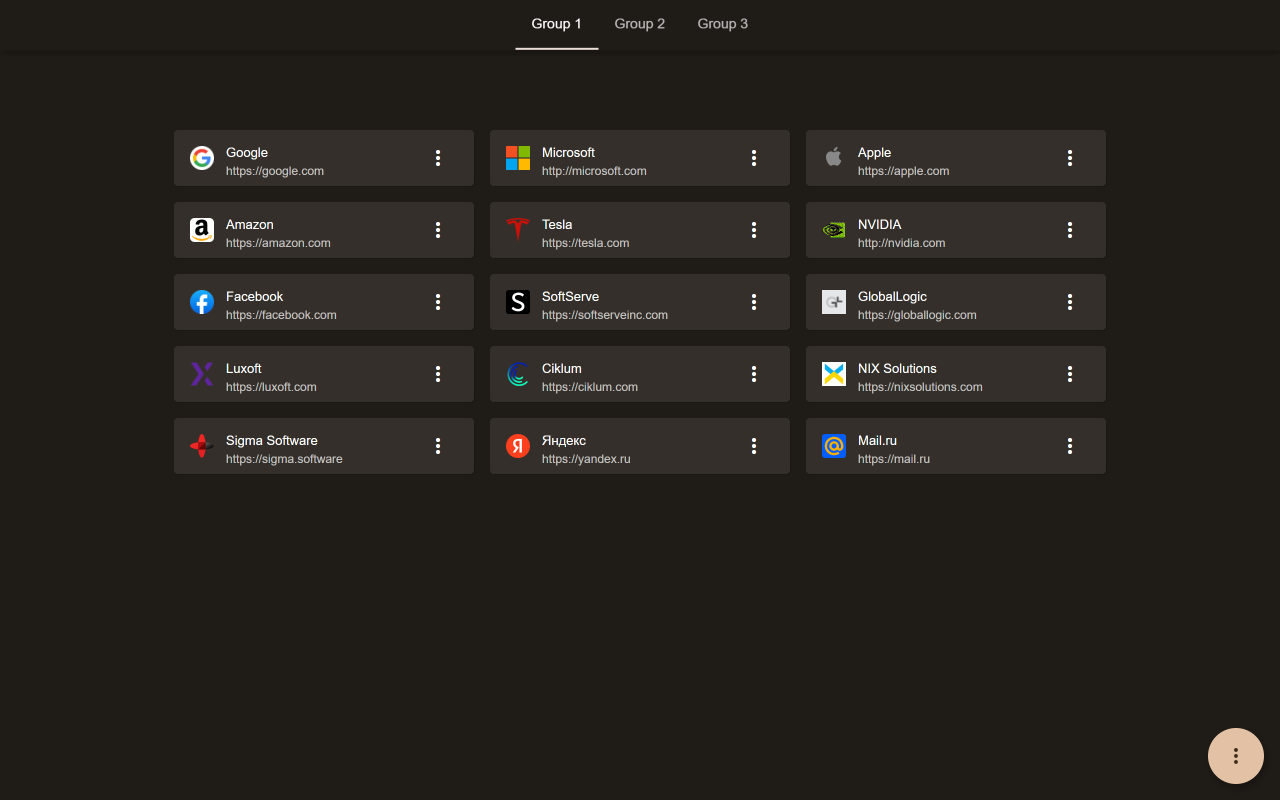 Group 1
Group 2
Group 3
Google
https://google.com
Microsoft
http://microsoft.com
Apple
https://apple.com
Amazon
https://amazon.com
Tesla
https://tesla.com
NVIDIA
http://nvidia.com
Facebook
https://facebook.com
SoftServe
https://softserveinc.com
GlobalLogic
https://globallogic.com
Luxoft
https://luxoft.com
Ciklum
https://ciklum.com
NIX Solutions
https://nixsolutions.com
Sigma Software
https://sigma.software
Яндекс
https://yandex.ru
Mail.ru
https://mail.ru